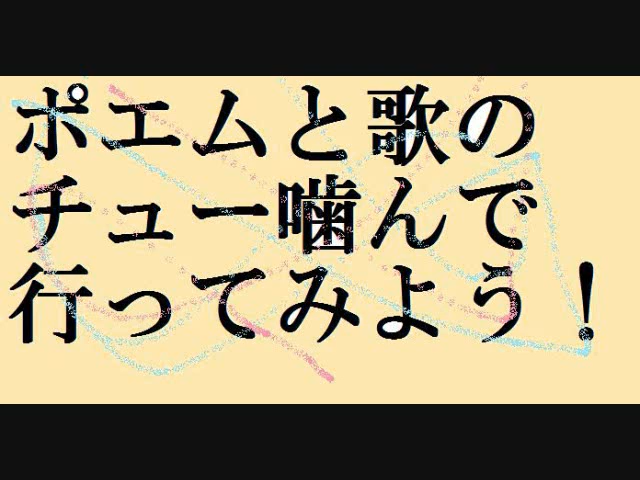 ポエムと歌の
チュー噛んで
行ってみよう！